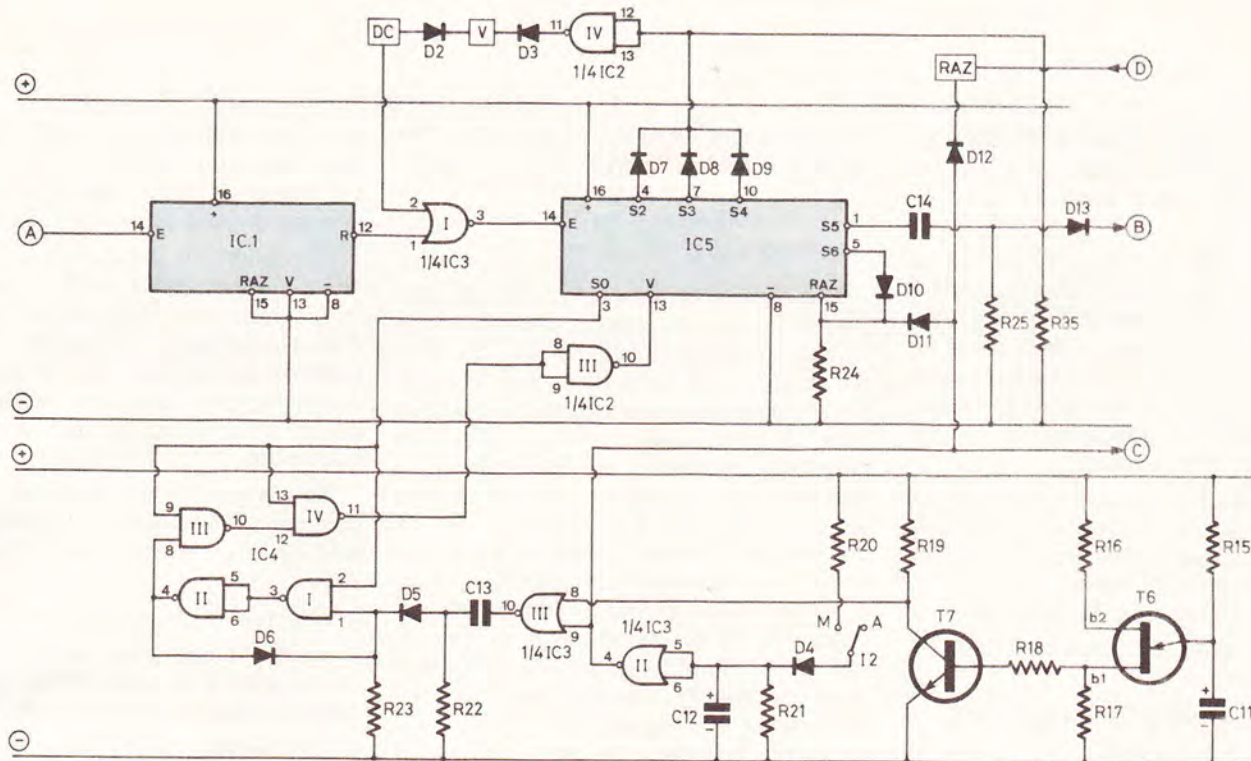 DC D2 V D3 11 IV 12 13
1/4 IC2
RAZ D
+
D12
D7 D8 D9
16 16 4 7 10
+ + S2 S3 S4
A 14 E IC.1 R 12
2 I 3
1
1/4 IC3
14 E IC5 S5 1 C14 D13 B
S6 5
RAZ V -
15 13 8
SO V - RAZ
3 13 8 15
D10
D11
R25 R35
8 III 10
9
1/4 IC2
R24
-
+
C
9 III 10
8
13 IV 11
12
IC4
R20 R19 R16 R15
4 II 5
6
3 I 2
1
D5 C13 10 III 8
9
1/4 IC3
1/4 IC3
M A
I2
D4
T7 b2 T6
D6
4 II 5
6
R18 b1
R23 R22
C12 + -
R21
R17
+ C11 -
-